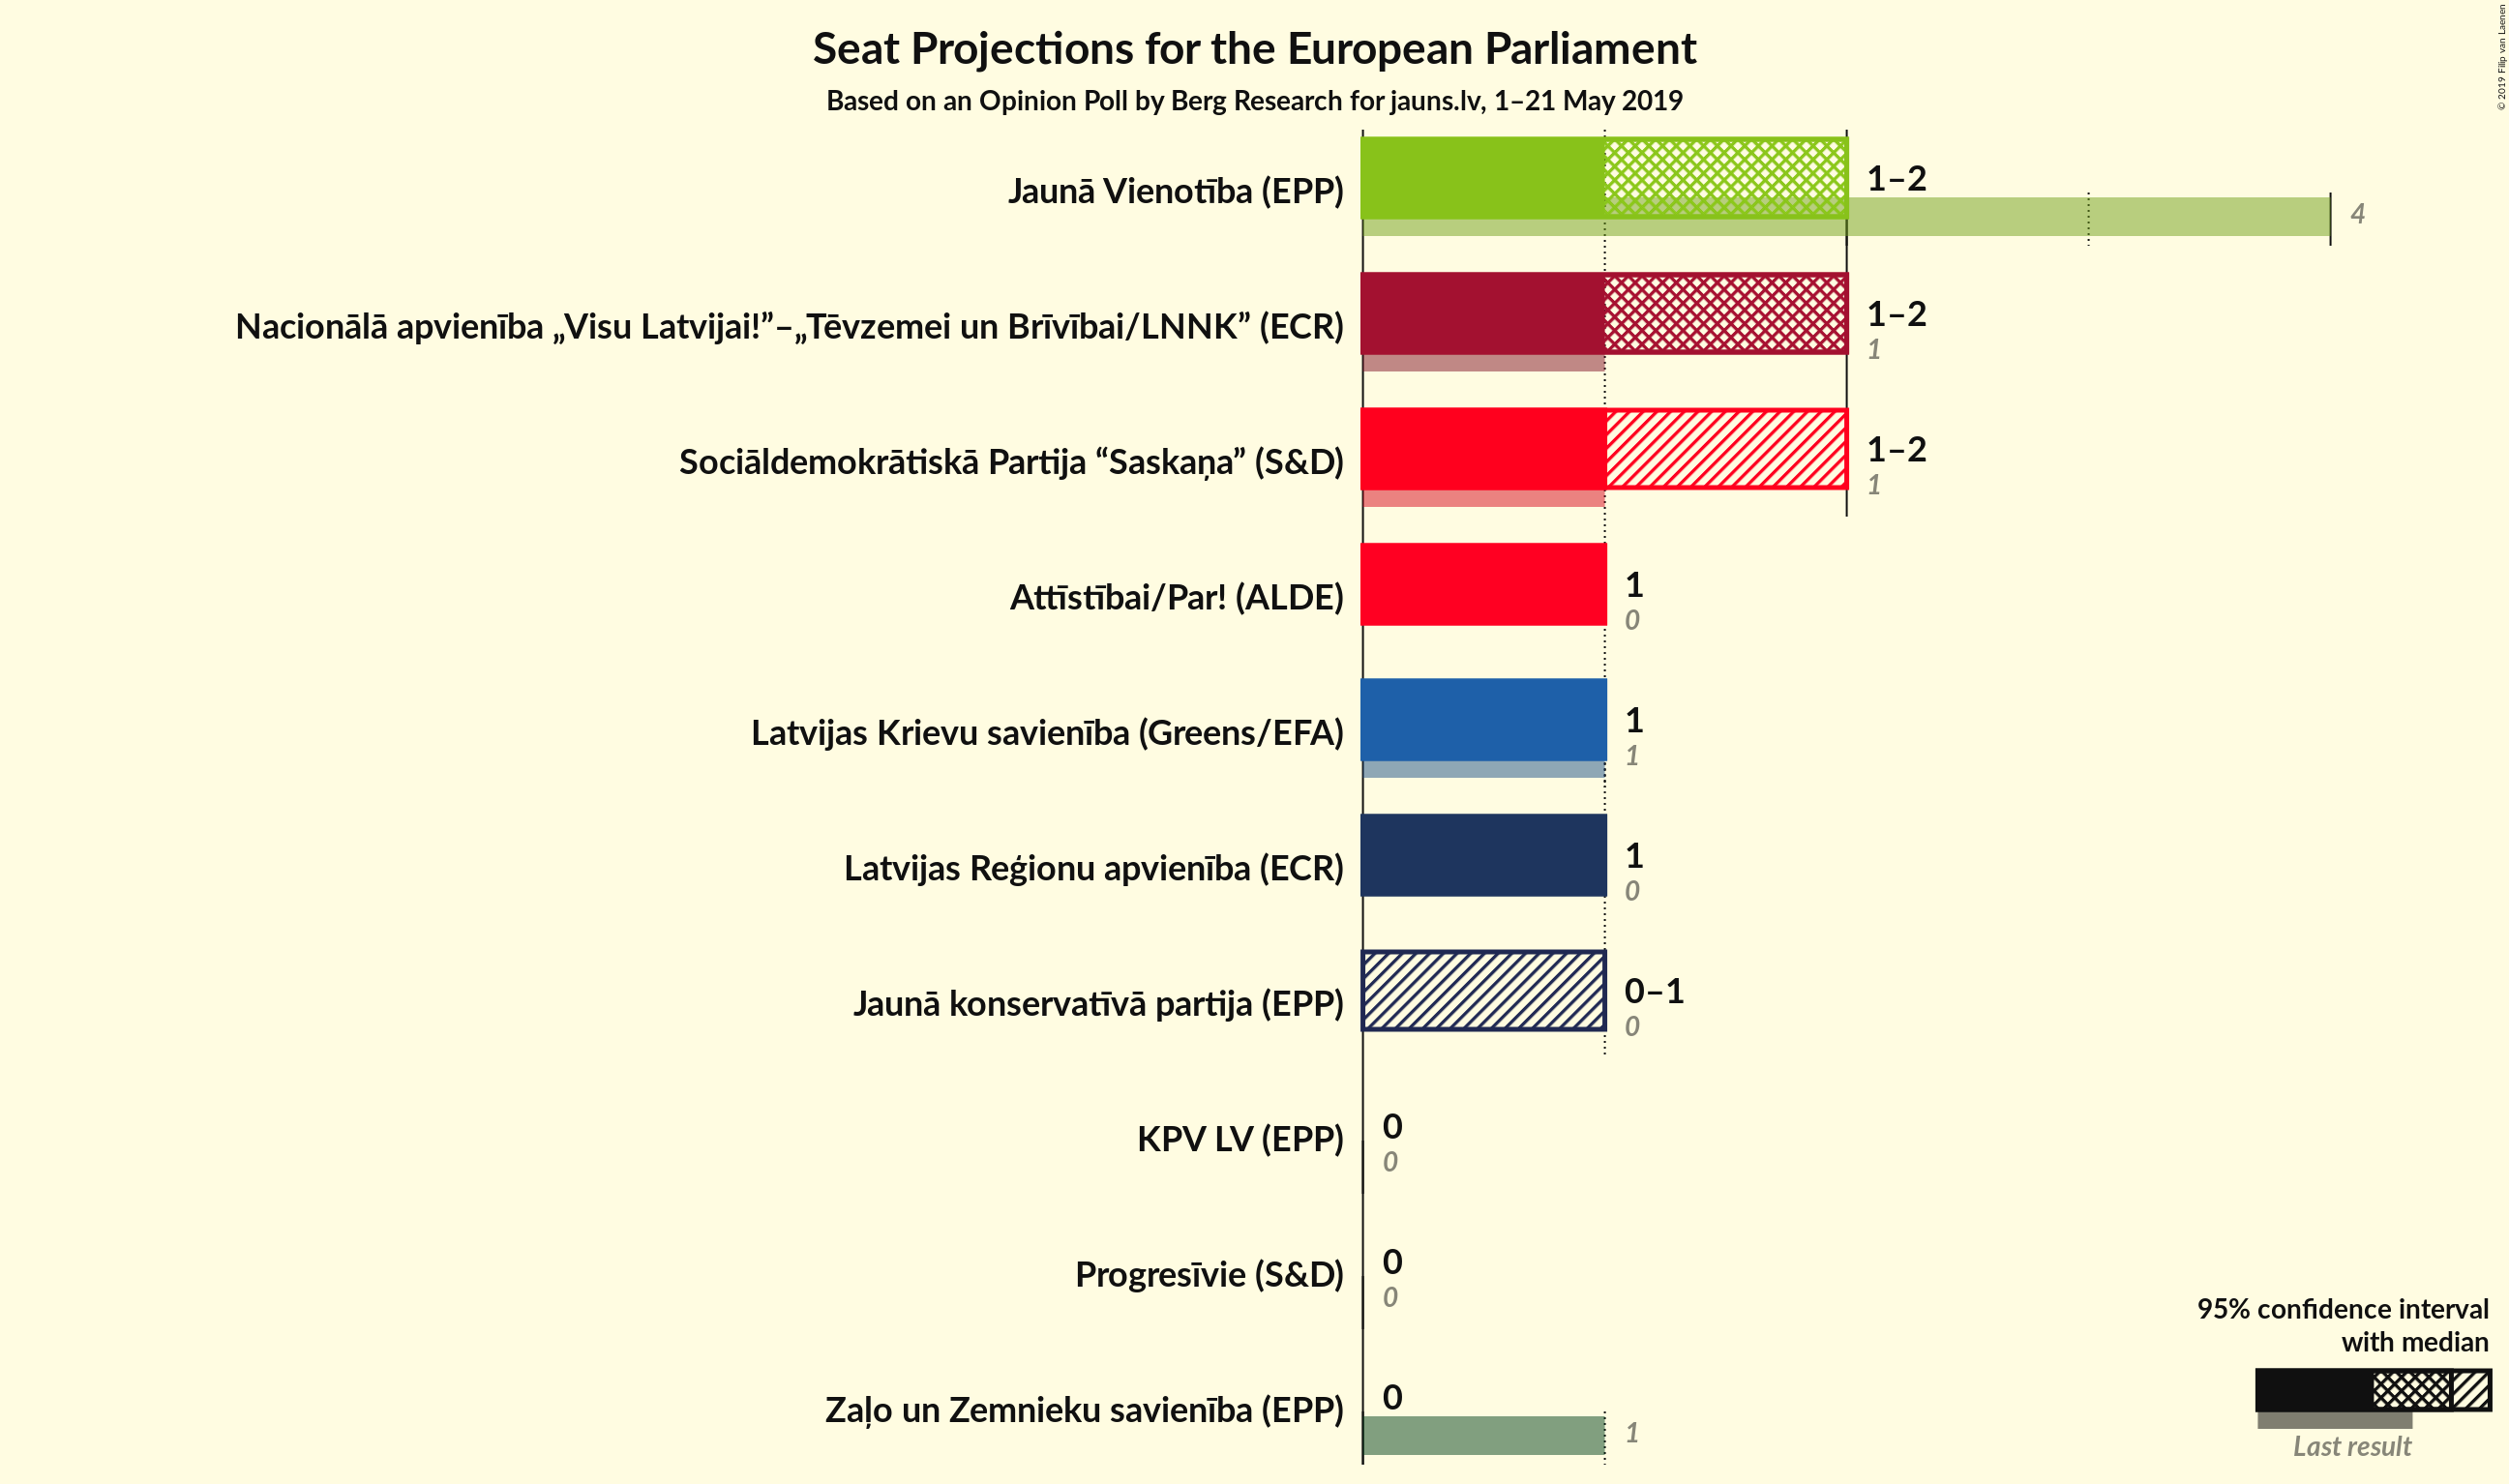 Seat Projections for the European Parliament
Based on an Opinion Poll by Berg Research for jauns.lv, 1–21 May 2019
© 2019 Filip van Laenen
Jaunā Vienotība (EPP)
1–2
4
Nacionālā apvienība „Visu Latvijai!”–„Tēvzemei un Brīvībai/LNNK” (ECR)
1–2
1
Sociāldemokrātiskā Partija “Saskaņa” (S&D)
1–2
1
Attīstībai/Par! (ALDE)
1
0
Latvijas Krievu savienība (Greens/EFA)
1
1
Latvijas Reģionu apvienība (ECR)
1
0
Jaunā konservatīvā partija (EPP)
0–1
0
KPV LV (EPP)
0
0
Progresīvie (S&D)
0
0
Zaļo un Zemnieku savienība (EPP)
0
1
95% confidence interval
with median
Last result